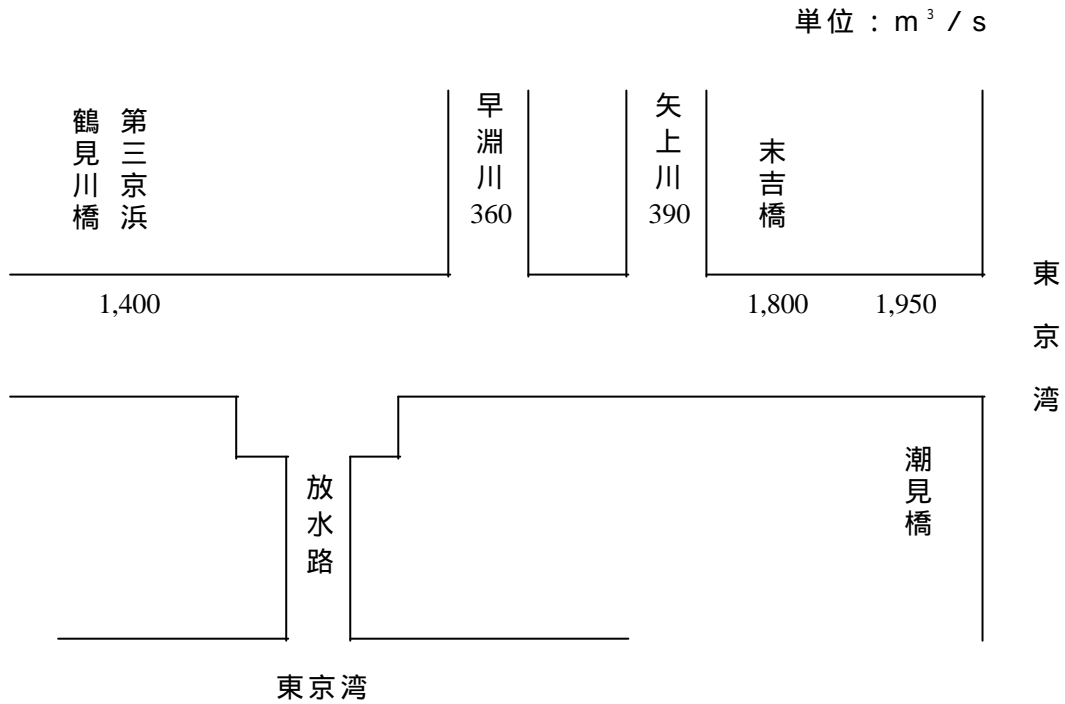 単位：m³/s
鶴見川橋
第三京浜
早淵川
360
矢上川
390
末吉橋
1,400
1,800
1,950
東京湾
放水路
潮見橋
東京湾